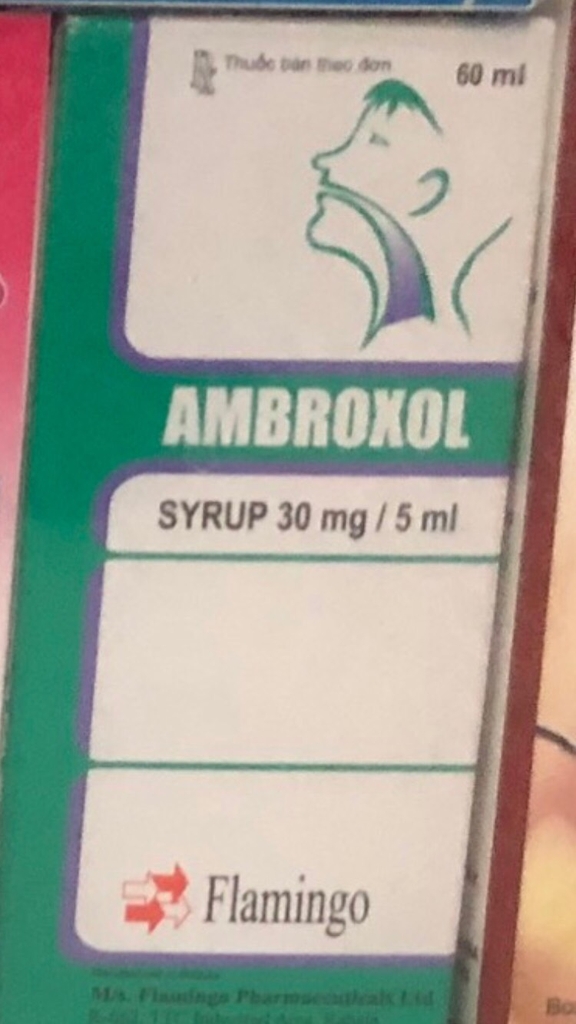 Thuốc bán theo đơn
60 ml
AMBROXOL
SYRUP 30 mg / 5 ml
Flamingo
M/s. Flamingo Pharmaceuticals Ltd